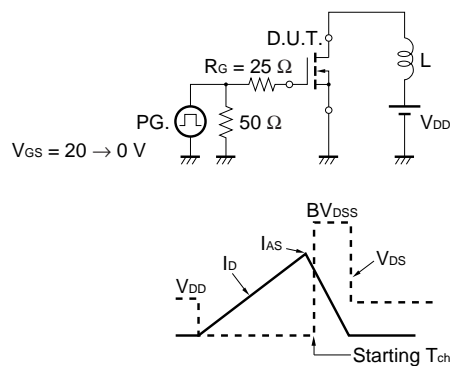 D.U.T.
RG = 25 Ω
L
PG.
50 Ω
VDD
VGS = 20 → 0 V
BVDSS
IAS
ID
VDS
VDD
Starting Tch